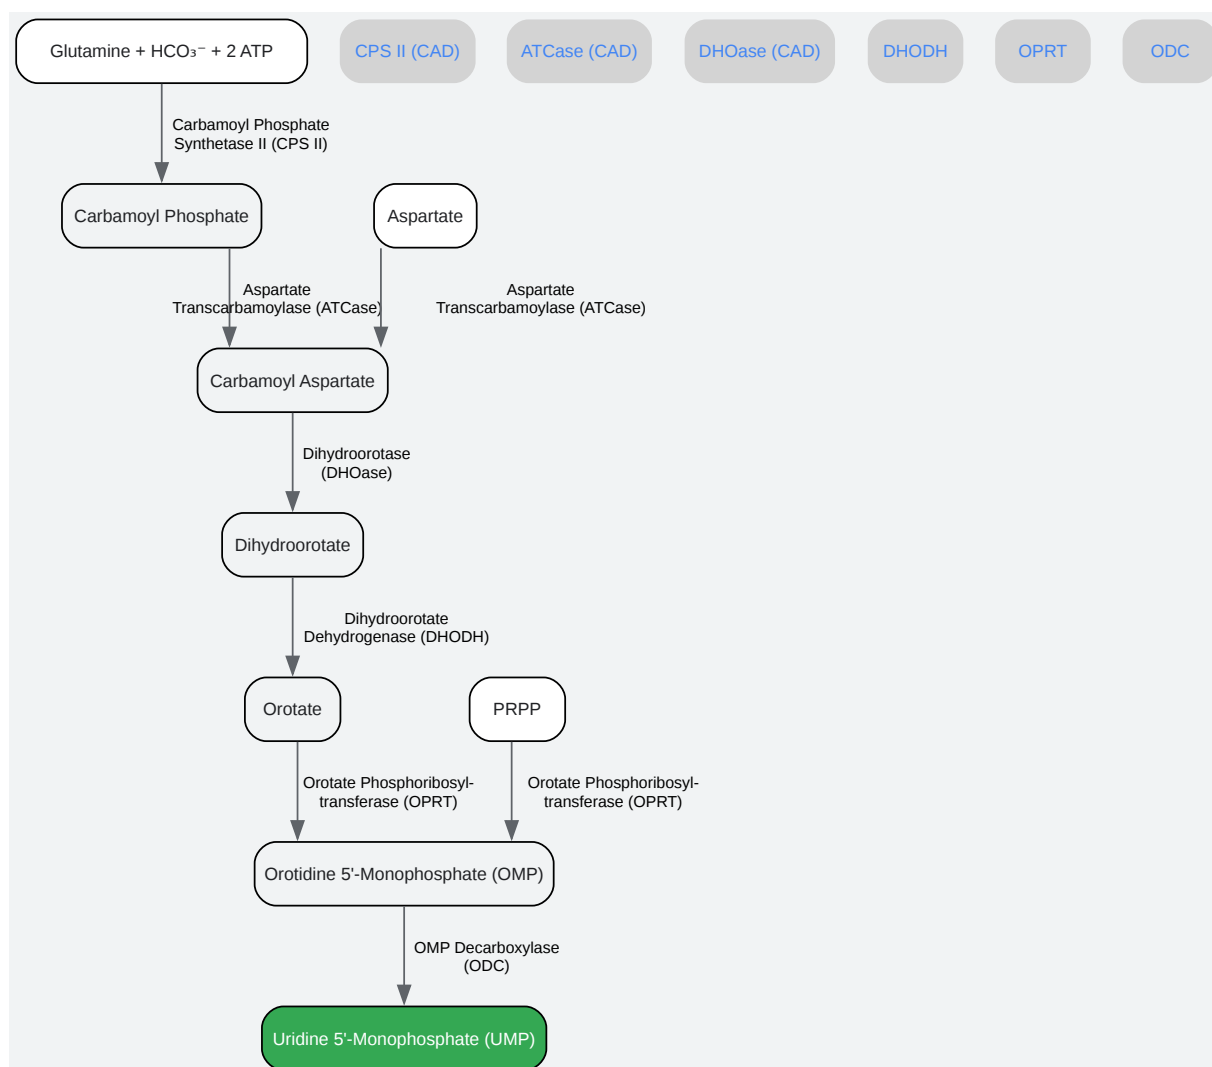 Glutamine + HCO₃⁻ + 2 ATP
CPS II (CAD)
ATCase (CAD)
DHOase (CAD)
DHODH
OPRT
ODC
Carbamoyl Phosphate
Synthetase II (CPS II)
Carbamoyl Phosphate
Aspartate
Aspartate
Transcarbamoylase (ATCase)
Aspartate
Transcarbamoylase (ATCase)
Carbamoyl Aspartate
Dihydroorotase
(DHOase)
Dihydroorotate
Dihydroorotate
Dehydrogenase (DHODH)
Orotate
PRPP
Orotate Phosphoribosyl-
transferase (OPRT)
Orotate Phosphoribosyl-
transferase (OPRT)
Orotidine 5'-Monophosphate (OMP)
OMP Decarboxylase
(ODC)
Uridine 5'-Monophosphate (UMP)